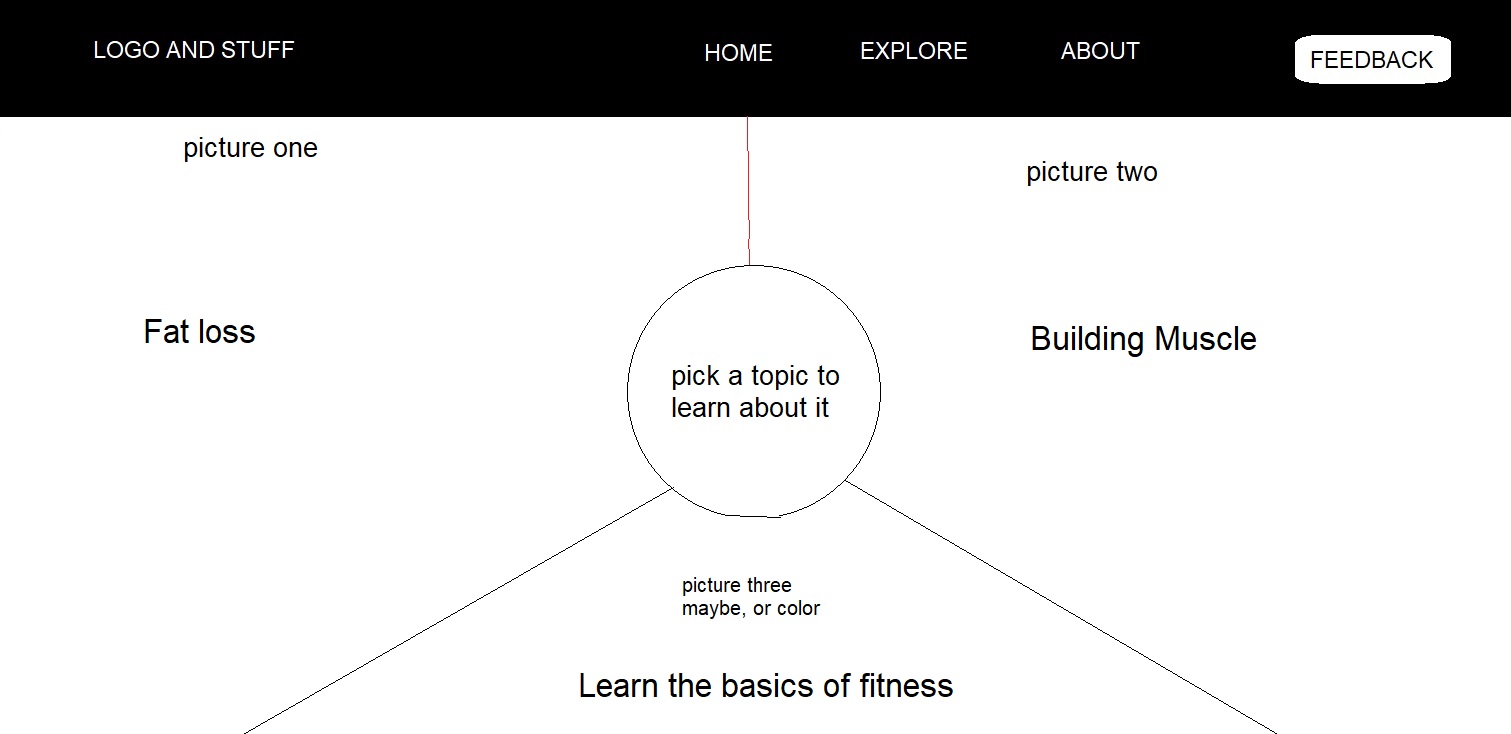 LOGO AND STUFF
HOME
EXPLORE
ABOUT
FEEDBACK
picture one
picture two
Fat loss
Building Muscle
pick a topic to
learn about it
picture three
maybe, or color
Learn the basics of fitness